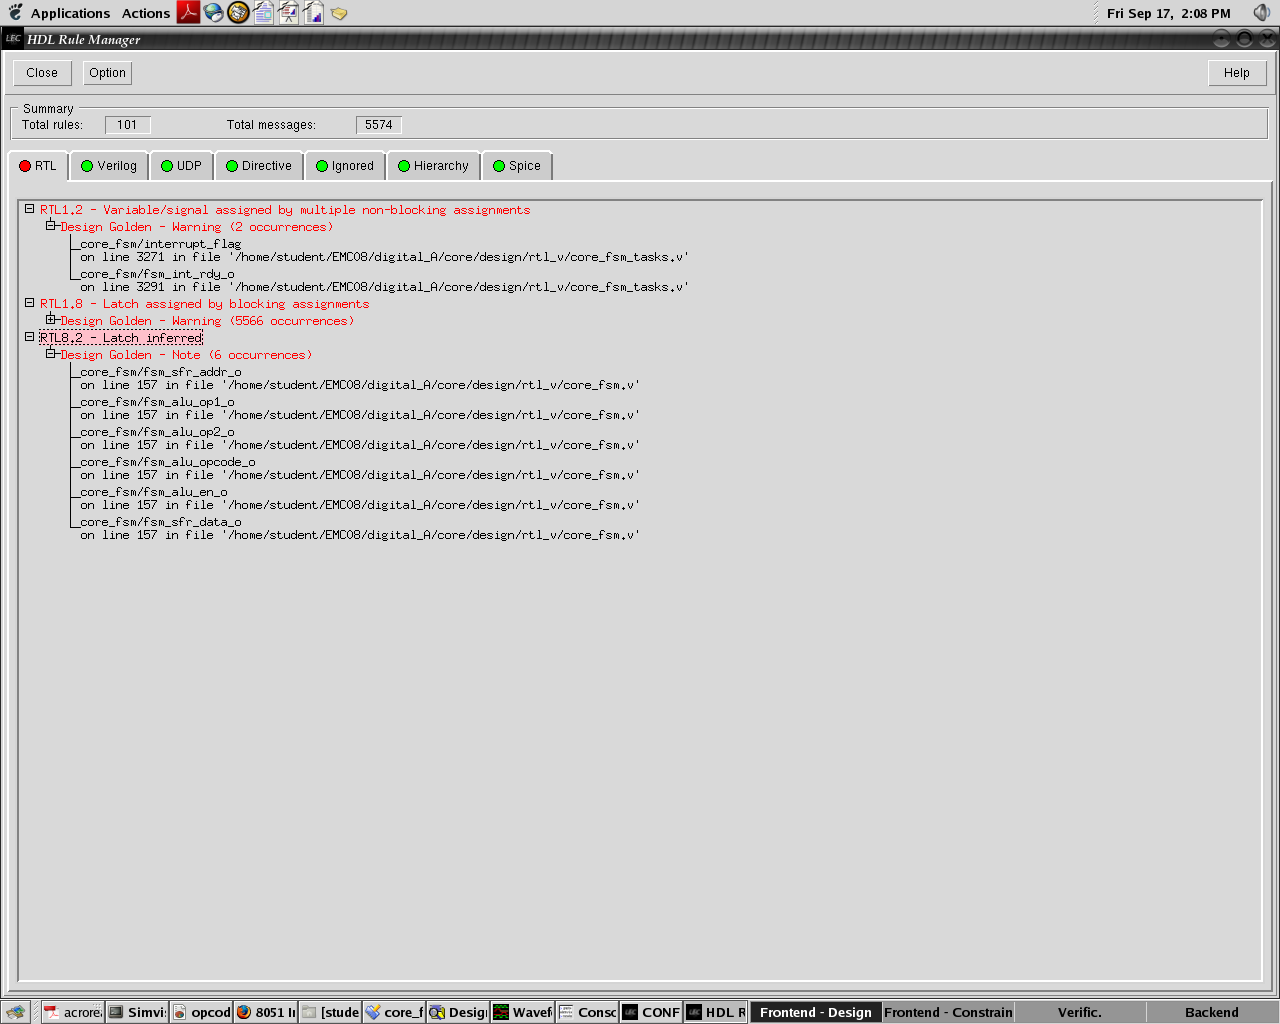 Applications Actions
Fri Sep 17, 2:08 PM
LEC HDL Rule Manager
Close Option Help
Summary
Total rules: 101 Total messages: 5574
RTL Verilog UDP Directive Ignored Hierarchy Spice
RTL1.2 - Variable/signal assigned by multiple non-blocking assignments
Design Golden - Warning (2 occurrences)
core_fsm/interrupt_flag
on line 3271 in file '/home/student/EMC08/digital_A/core/design/rtl_v/core_fsm_tasks.v'
core_fsm/fsm_int_rdy_o
on line 3291 in file '/home/student/EMC08/digital_A/core/design/rtl_v/core_fsm_tasks.v'
RTL1.8 - Latch assigned by blocking assignments
Design Golden - Warning (5566 occurrences)
RTL8.2 - Latch inferred
Design Golden - Note (6 occurrences)
core_fsm/fsm_sfr_addr_o
on line 157 in file '/home/student/EMC08/digital_A/core/design/rtl_v/core_fsm.v'
core_fsm/fsm_alu_op1_o
on line 157 in file '/home/student/EMC08/digital_A/core/design/rtl_v/core_fsm.v'
core_fsm/fsm_alu_op2_o
on line 157 in file '/home/student/EMC08/digital_A/core/design/rtl_v/core_fsm.v'
core_fsm/fsm_alu_opcode_o
on line 157 in file '/home/student/EMC08/digital_A/core/design/rtl_v/core_fsm.v'
core_fsm/fsm_alu_en_o
on line 157 in file '/home/student/EMC08/digital_A/core/design/rtl_v/core_fsm.v'
core_fsm/fsm_sfr_data_o
on line 157 in file '/home/student/EMC08/digital_A/core/design/rtl_v/core_fsm.v'
acrore Simvi opcod 8051 I [stude core_f Desig Wavef Consc CONF HDL R Frontend - Design Frontend - Constrain Verific. Backend